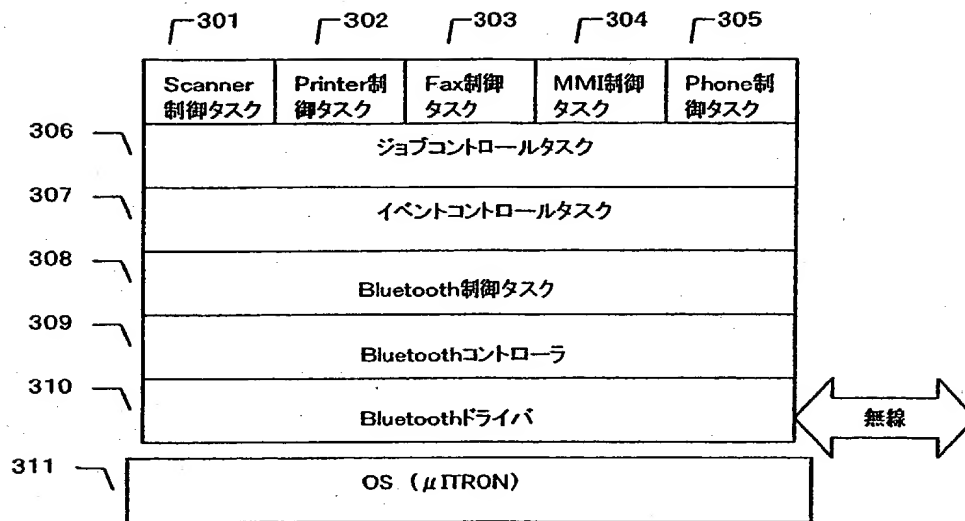 301 302 303 304 305
Scanner
制御タスク
Printer制
御タスク
Fax制御
タスク
MMI制御
タスク
Phone制
御タスク
306
ジョブコントロールタスク
307
イベントコントロールタスク
308
Bluetooth制御タスク
309
Bluetoothコントローラ
310
Bluetoothドライバ
無線
311
OS (μITRON)